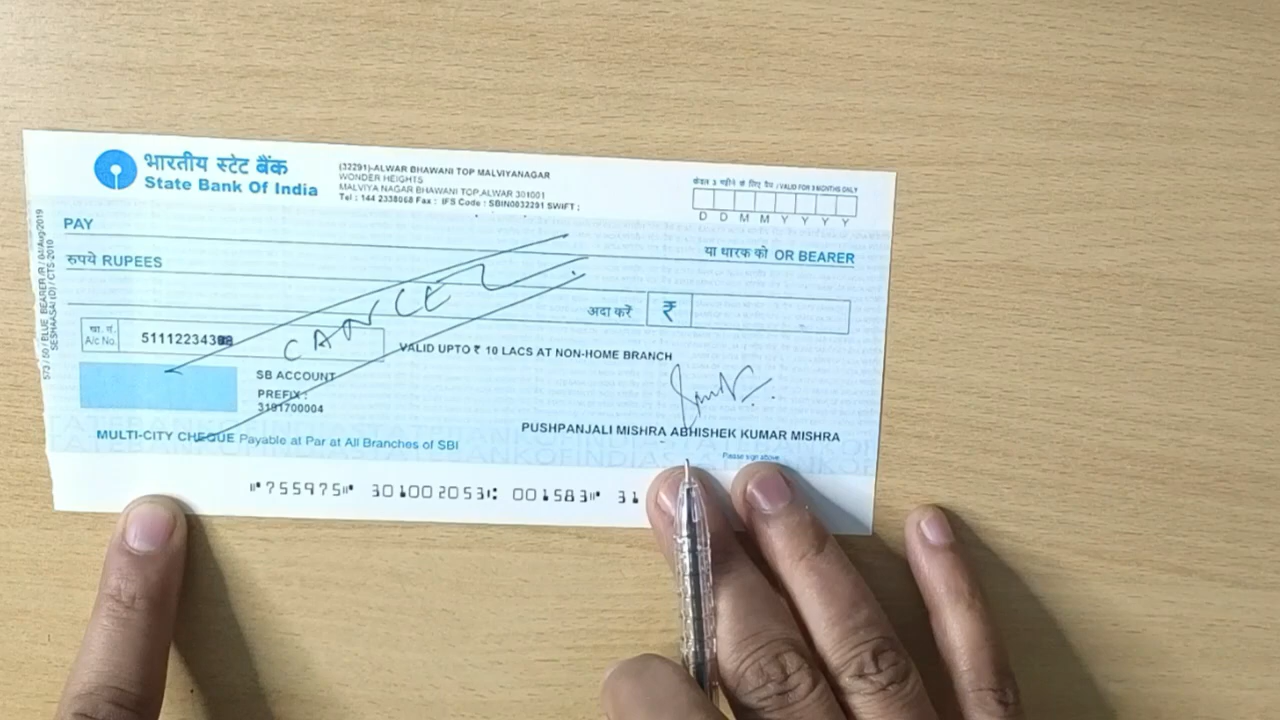 भारतीय स्टेट बैंक
State Bank Of India
(32291)-ALWAR BHAWANI TOP MALVIYANAGAR
WONDER HEIGHTS
MALVIYA NAGAR BHAWANI TOP,ALWAR 301001
Tel : 144 2338068 Fax : IFS Code : SBIN0032291 SWIFT :
केवल 3 महीने के लिए वैध / VALID FOR 3 MONTHS ONLY
D D M M Y Y Y Y
PAY
या धारक को OR BEARER
रुपये RUPEES
अदा करें ₹
CANCEL
खा. सं.
A/c No.
VALID UPTO ₹ 10 LACS AT NON-HOME BRANCH
SB ACCOUNT
PREFIX :
3191700004
PUSHPANJALI MISHRA ABHISHEK KUMAR MISHRA
Please sign above
MULTI-CITY CHEQUE Payable at Par at All Branches of SBI
⑈755975⑈ 301002053⑆ 001583⑈ 31